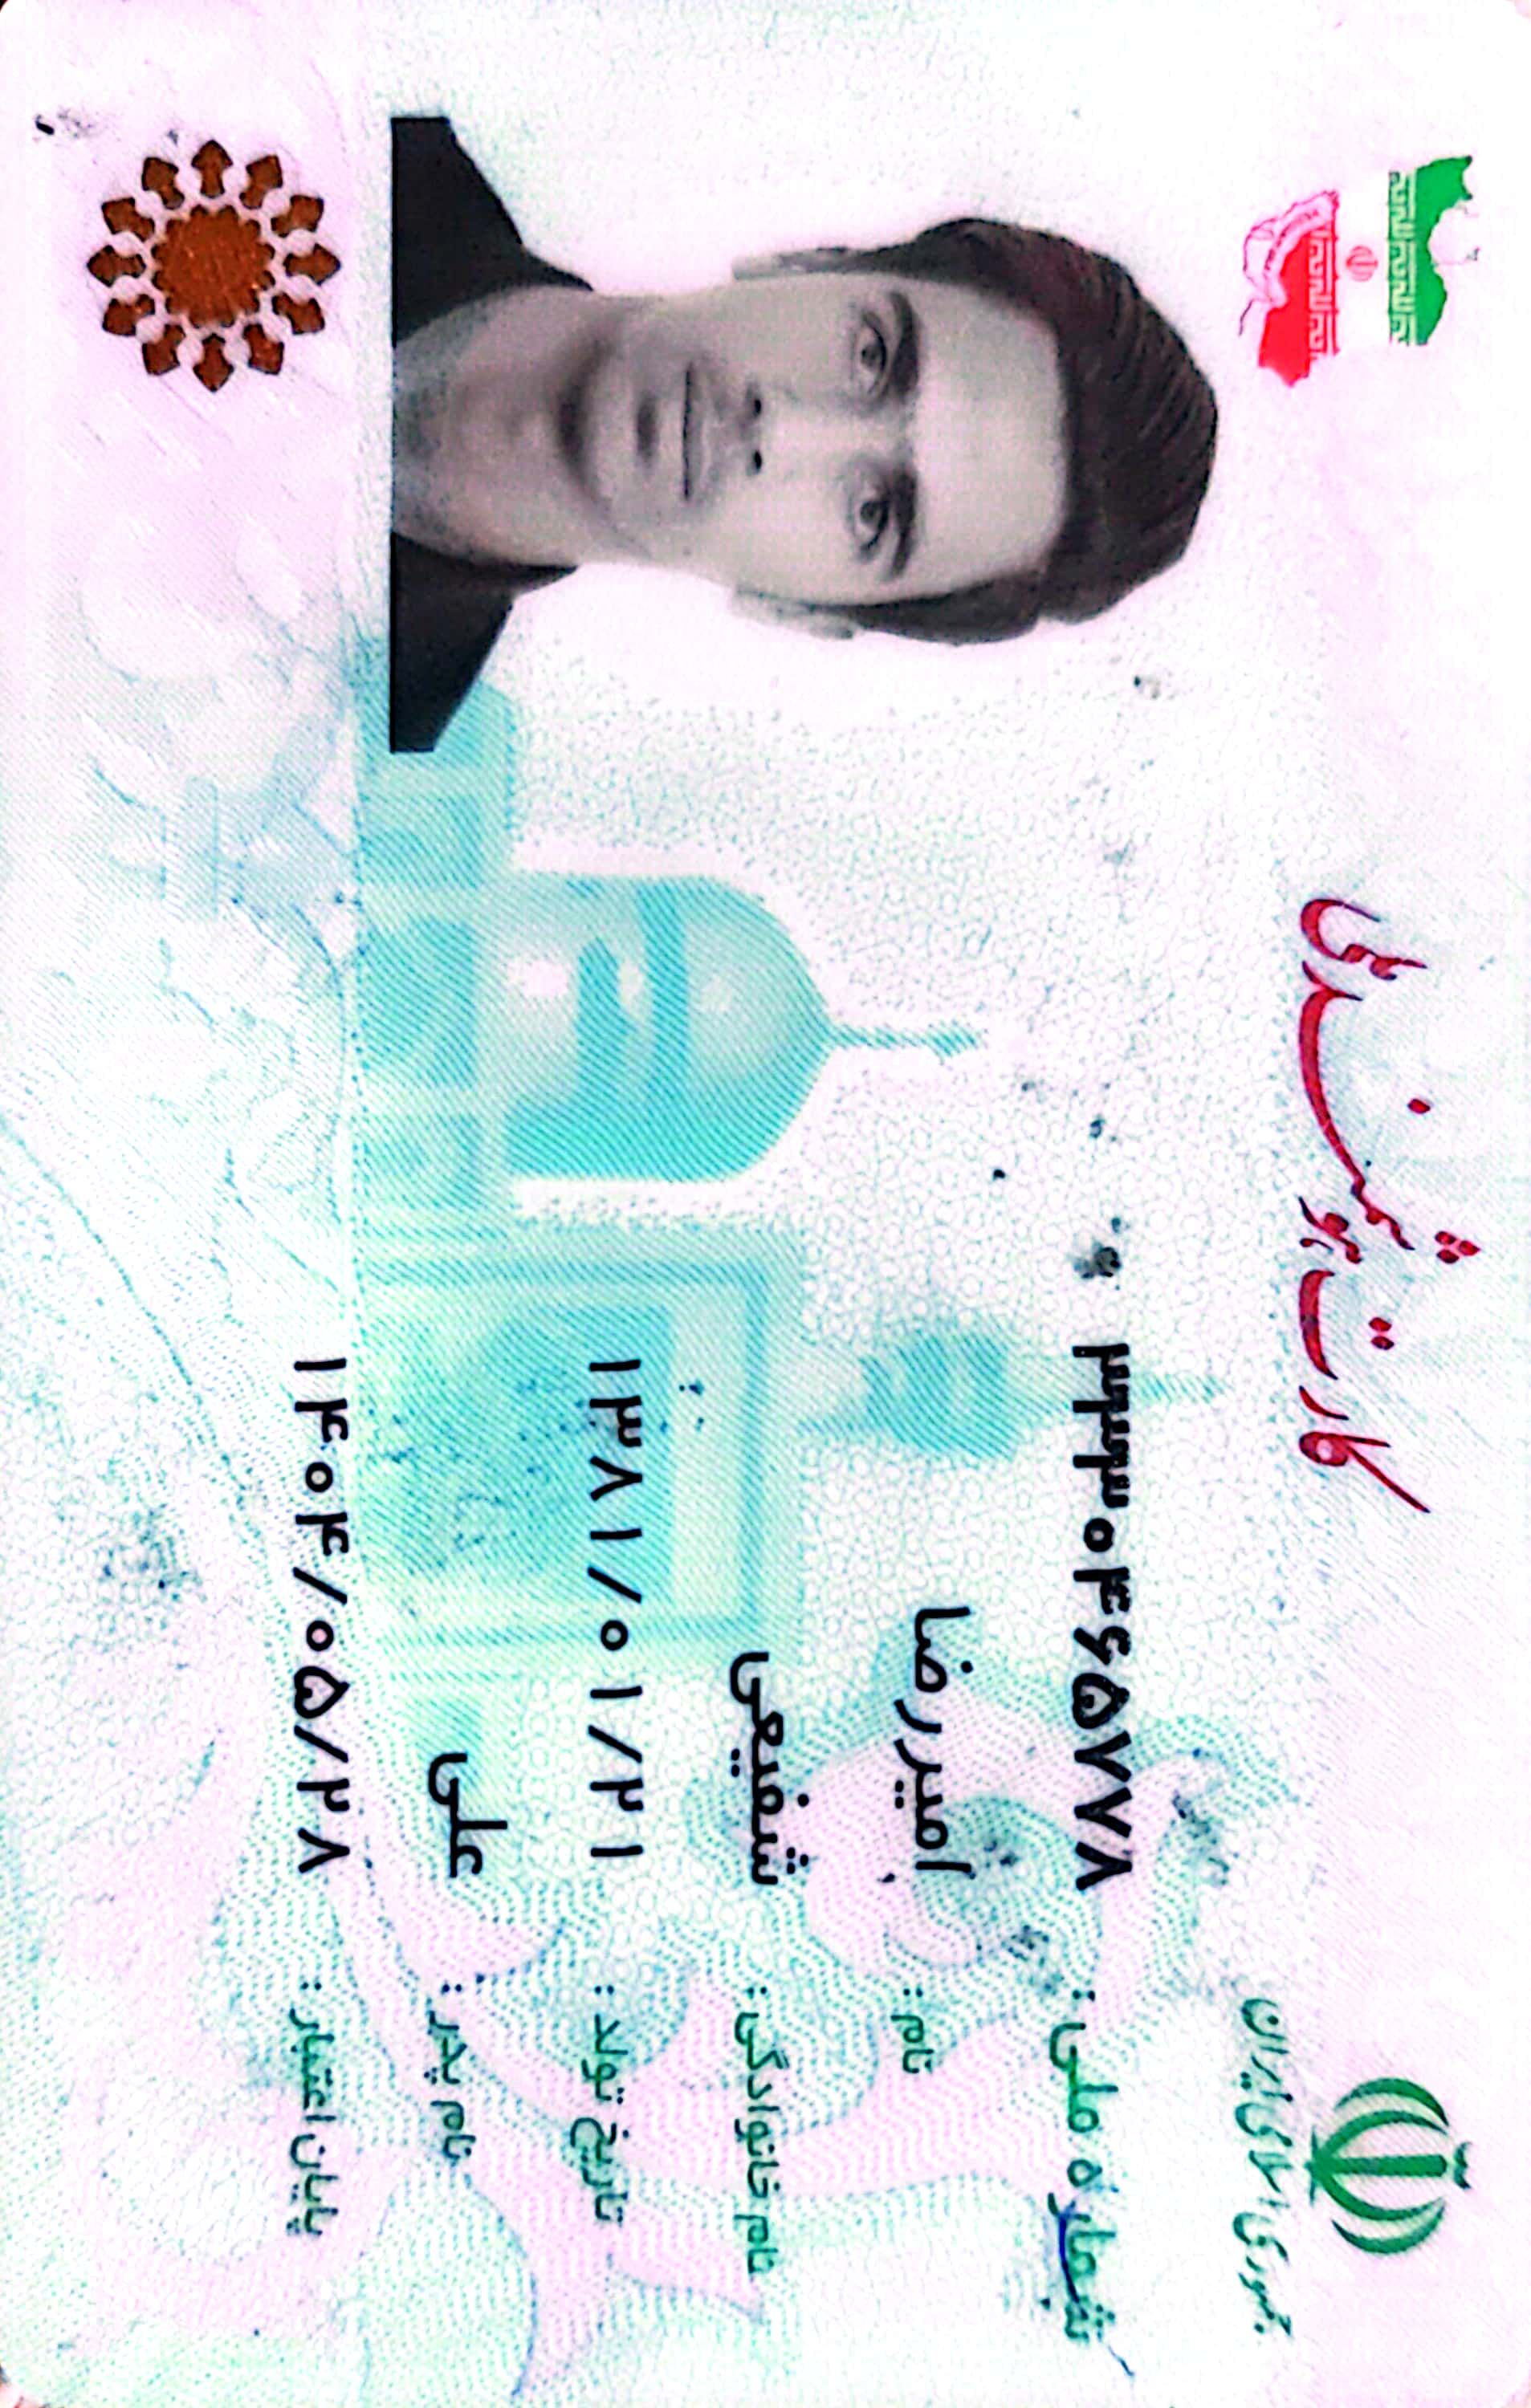 جمهوری اسلامی ایران
کارت هوشمند ملی
شماره ملی : ۳۳۳۰۴۶۵۷۷۸
نام : امیررضا
نام خانوادگی : شفیعی
تاریخ تولد : ۱۳۸۱/۰۱/۲۱
نام پدر : علی
پایان اعتبار : ۱۴۰۴/۰۵/۲۸